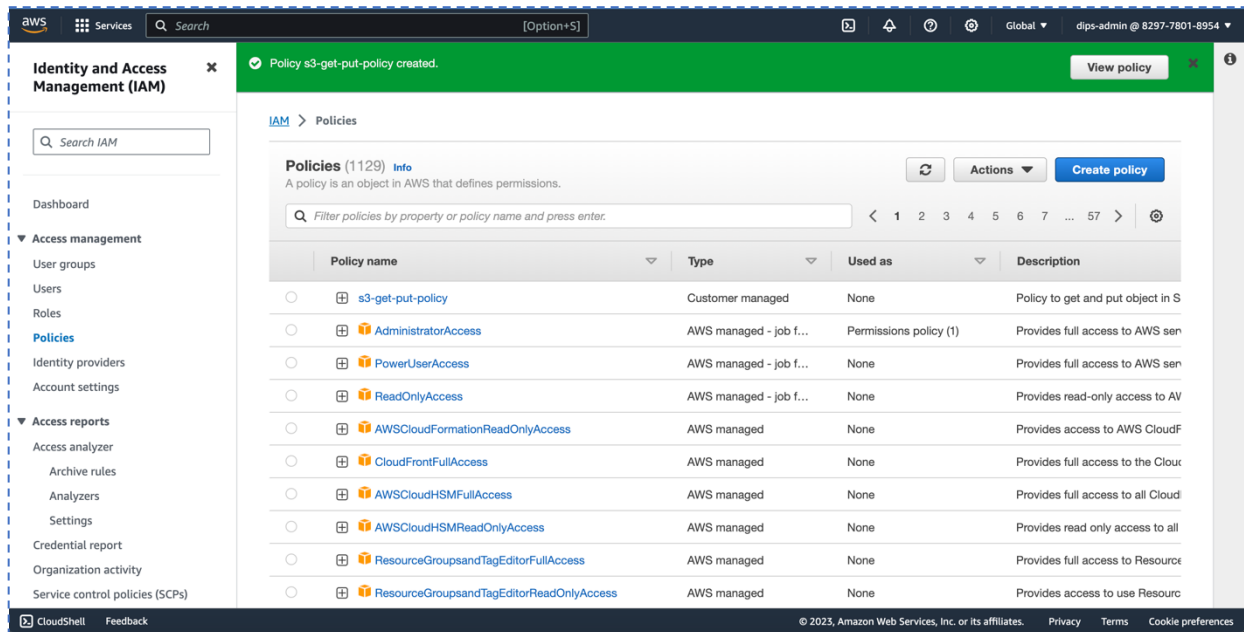 aws Services Search [Option+S] Global ▼ dips-admin @ 8297-7801-8954 ▼
Identity and Access
Management (IAM)
Search IAM
Dashboard
Access management
User groups
Users
Roles
Policies
Identity providers
Account settings
Access reports
Access analyzer
Archive rules
Analyzers
Settings
Credential report
Organization activity
Service control policies (SCPs)
Policy s3-get-put-policy created. View policy
IAM > Policies
Policies (1129) Info
A policy is an object in AWS that defines permissions.
Actions ▼ Create policy
Filter policies by property or policy name and press enter.
< 1 2 3 4 5 6 7 ... 57 >
Policy name Type Used as Description
s3-get-put-policy Customer managed None Policy to get and put object in S
AdministratorAccess AWS managed - job f... Permissions policy (1) Provides full access to AWS ser
PowerUserAccess AWS managed - job f... None Provides full access to AWS ser
ReadOnlyAccess AWS managed - job f... None Provides read-only access to A
AWSCloudFormationReadOnlyAccess AWS managed None Provides access to AWS CloudF
CloudFrontFullAccess AWS managed None Provides full access to the Clou
AWSCloudHSMFullAccess AWS managed None Provides full access to all Cloud
AWSCloudHSMReadOnlyAccess AWS managed None Provides read only access to all
ResourceGroupsandTagEditorFullAccess AWS managed None Provides full access to Resource
ResourceGroupsandTagEditorReadOnlyAccess AWS managed None Provides access to use Resourc
CloudShell Feedback © 2023, Amazon Web Services, Inc. or its affiliates. Privacy Terms Cookie preferences